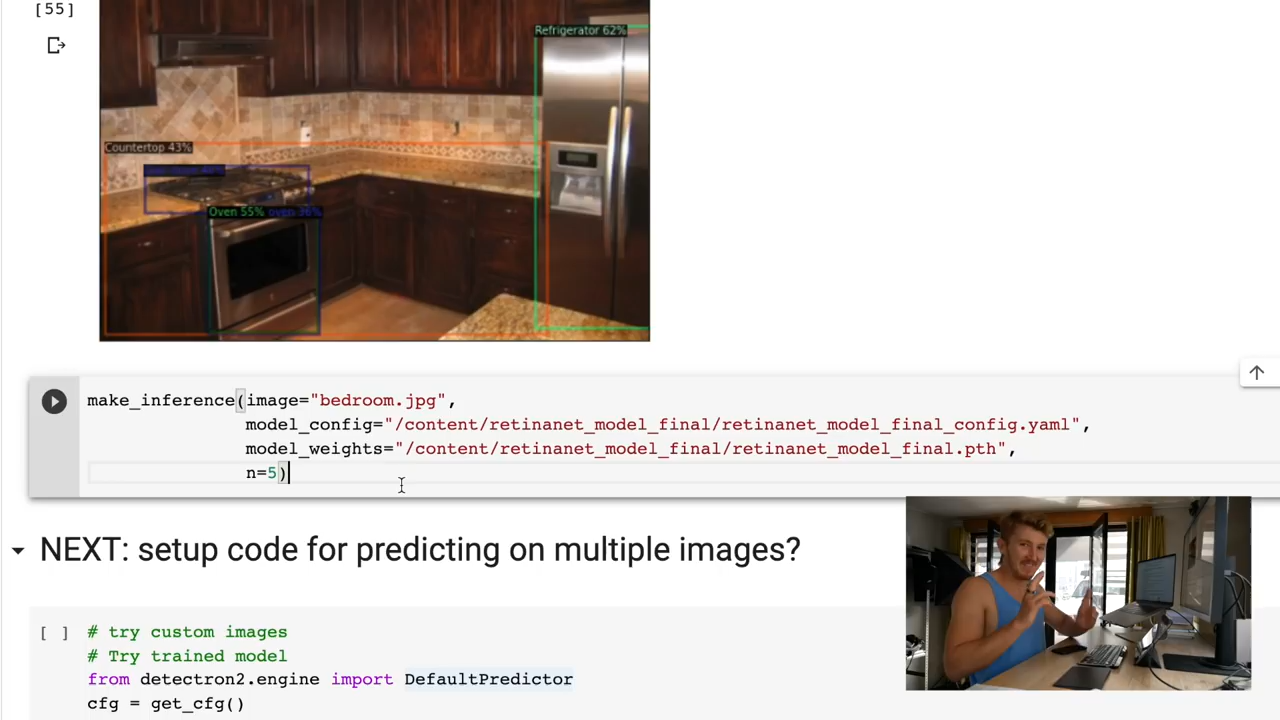 [55]
Refrigerator 62%
Countertop 43%
Oven 55%
make_inference(image="bedroom.jpg",
model_config="/content/retinanet_model_final/retinanet_model_final_config.yaml",
model_weights="/content/retinanet_model_final/retinanet_model_final.pth",
n=5)
NEXT: setup code for predicting on multiple images?
[ ] # try custom images
# Try trained model
from detectron2.engine import DefaultPredictor
cfg = get_cfg()